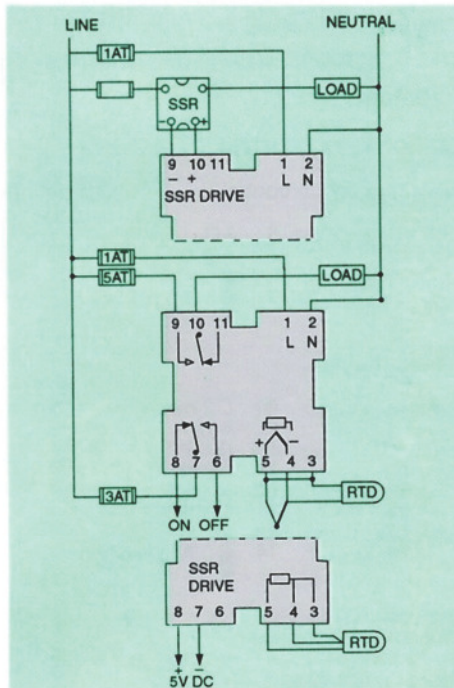 LINE NEUTRAL
1AT
LOAD
SSR
− +
9 10 11 1 2
− + L N
SSR DRIVE
1AT
5AT LOAD
9 10 11 1 2
L N
+ −
8 7 6 5 4 3
3AT RTD
ON OFF
SSR
DRIVE
8 7 6 5 4 3
+ − RTD
5V DC